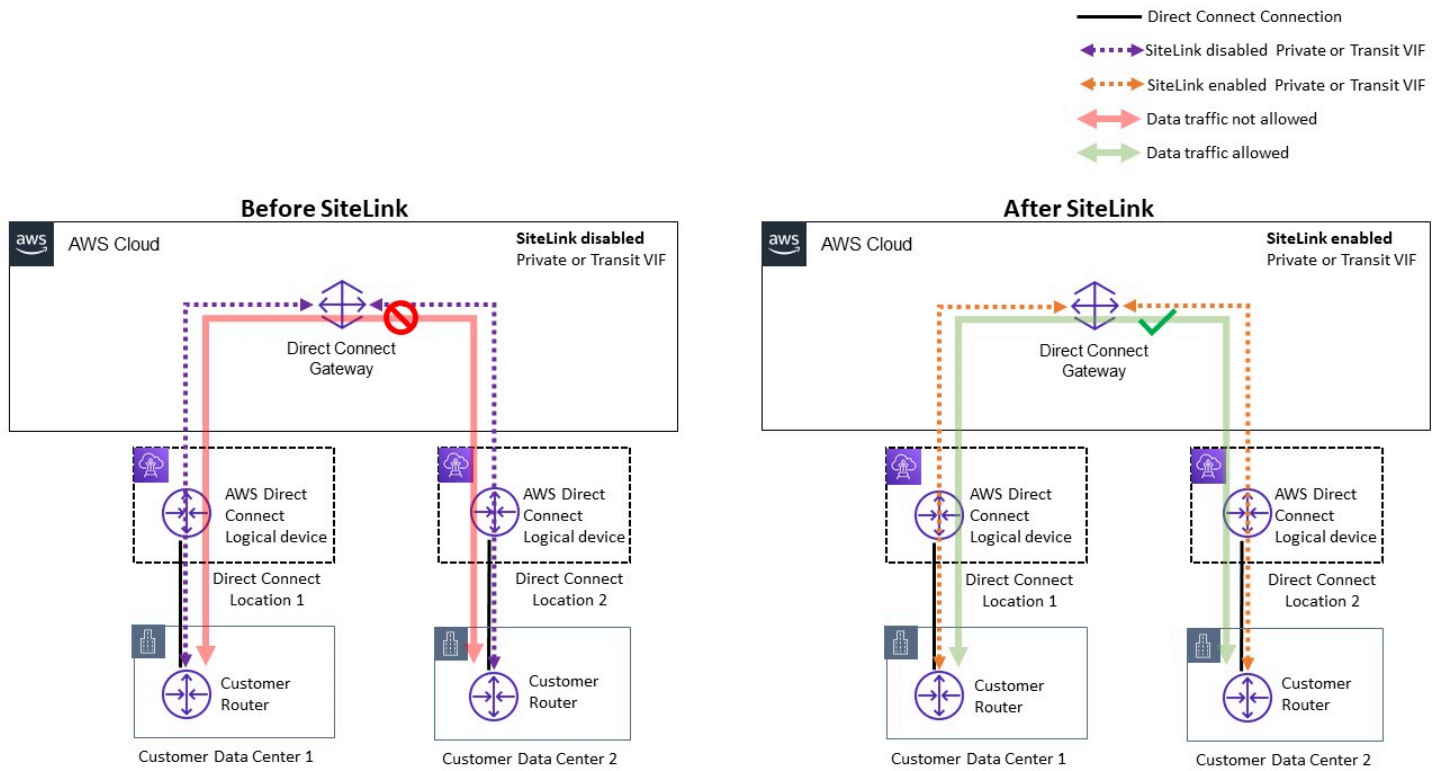 Direct Connect Connection
SiteLink disabled Private or Transit VIF
SiteLink enabled Private or Transit VIF
Data traffic not allowed
Data traffic allowed
Before SiteLink
aws
AWS Cloud
SiteLink disabled
Private or Transit VIF
Direct Connect
Gateway
AWS Direct
Connect
Logical device
Direct Connect
Location 1
AWS Direct
Connect
Logical device
Direct Connect
Location 2
Customer
Router
Customer Data Center 1
Customer
Router
Customer Data Center 2
After SiteLink
aws
AWS Cloud
SiteLink enabled
Private or Transit VIF
Direct Connect
Gateway
AWS Direct
Connect
Logical device
Direct Connect
Location 1
AWS Direct
Connect
Logical device
Direct Connect
Location 2
Customer
Router
Customer Data Center 1
Customer
Router
Customer Data Center 2